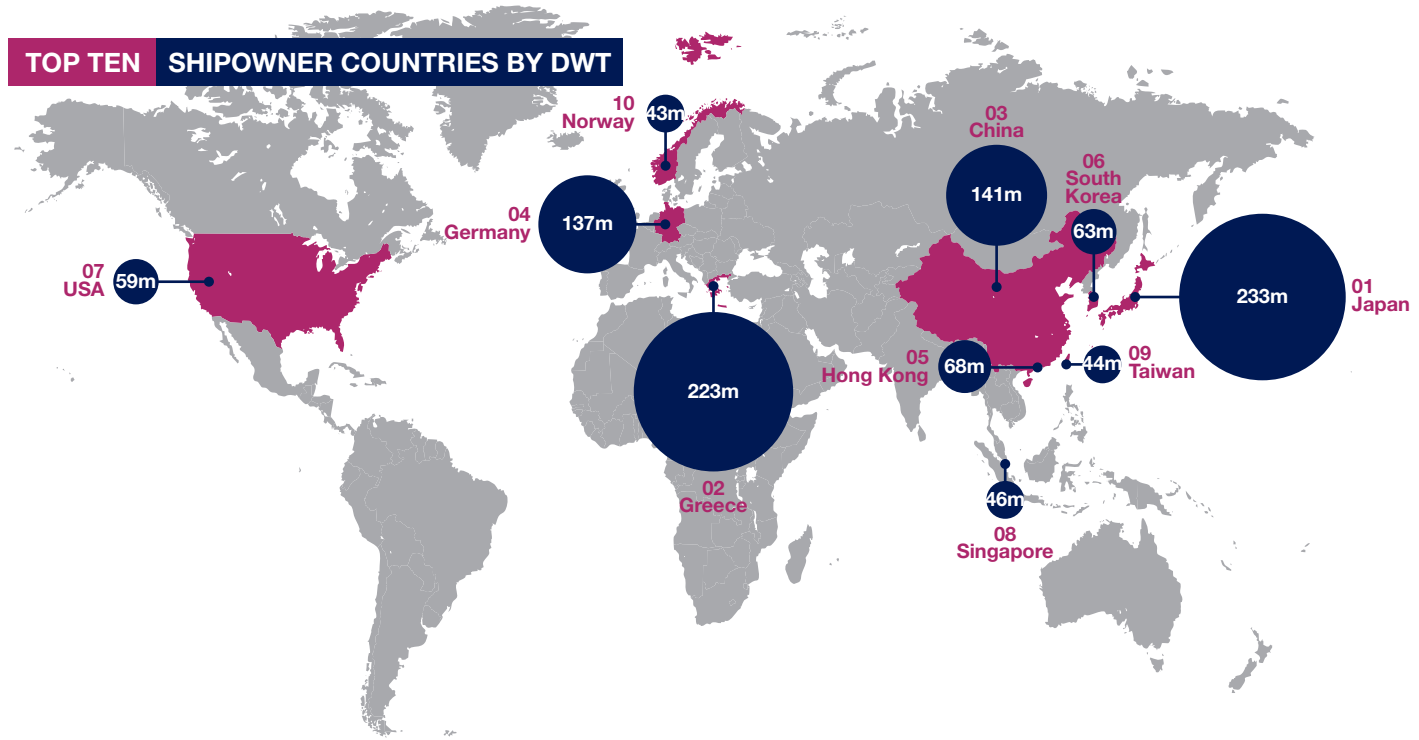 TOP TEN SHIPOWNER COUNTRIES BY DWT
10
Norway
43m
03
China
141m
06
South
Korea
63m
04
Germany
137m
07
USA
59m
233m
01
Japan
05
Hong Kong
68m
44m
09
Taiwan
223m
02
Greece
46m
08
Singapore